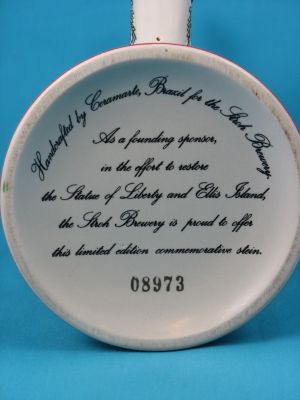 Handcrafted by Ceramarte, Brazil for the Stroh Brewery.
As a founding sponsor,
in the effort to restore
the Statue of Liberty and Ellis Island,
the Stroh Brewery is proud to offer
this limited edition commemorative stein.
08973